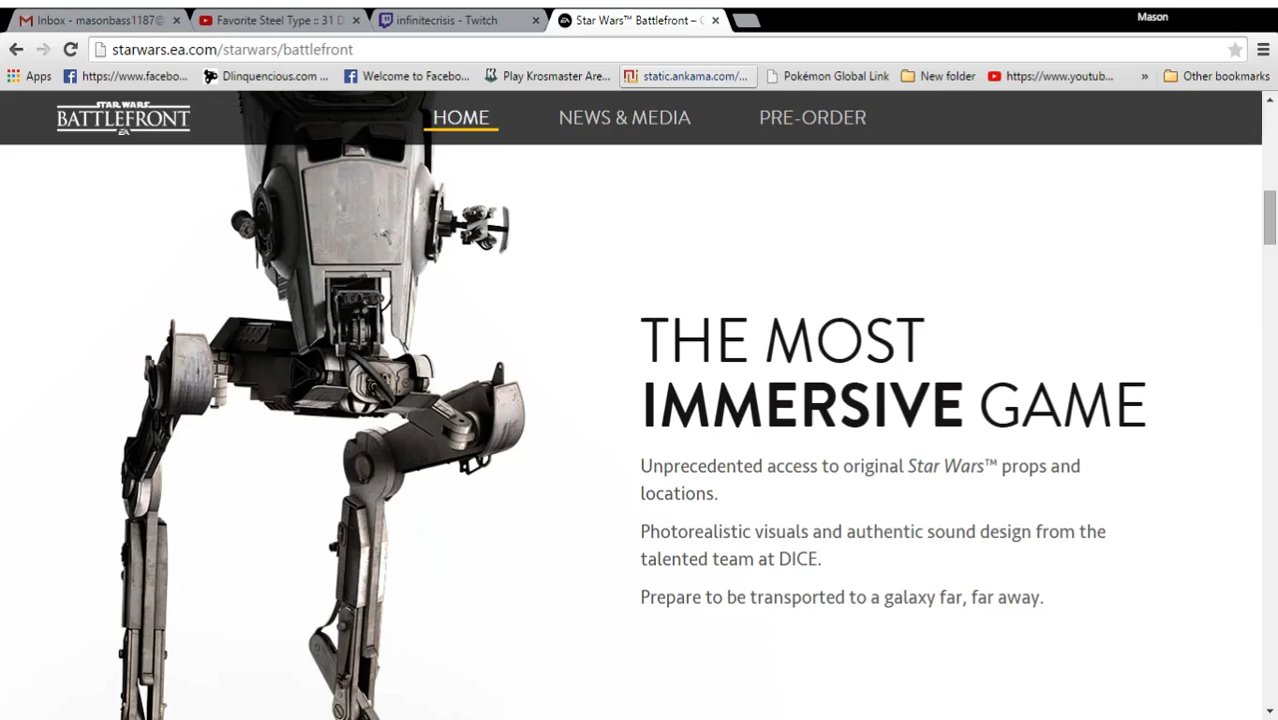 Mason
Inbox - masonbass1187@
Favorite Steel Type :: 31 D
infinitecrisis - Twitch
Star Wars™ Battlefront – 
starwars.ea.com/starwars/battlefront
Apps
https://www.facebo...
Dlinquencious.com ...
Welcome to Facebo...
Play Krosmaster Are...
static.ankama.com/...
Pokémon Global Link
New folder
https://www.youtub...
»
Other bookmarks
STAR WARS
BATTLEFRONT
EA
HOME
NEWS & MEDIA
PRE-ORDER
THE MOST
IMMERSIVE GAME
Unprecedented access to original Star Wars™ props and
locations.
Photorealistic visuals and authentic sound design from the
talented team at DICE.
Prepare to be transported to a galaxy far, far away.